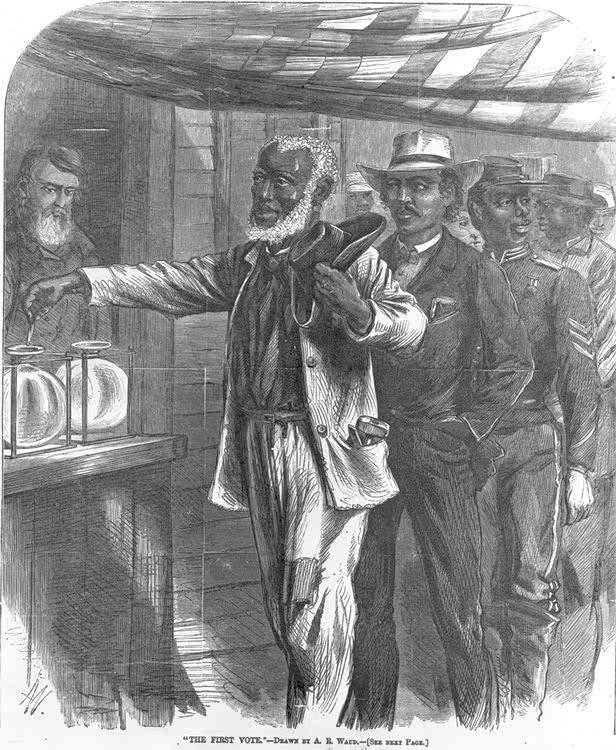 "THE FIRST VOTE."—Drawn by A. R. Waud.—[See next Page.]